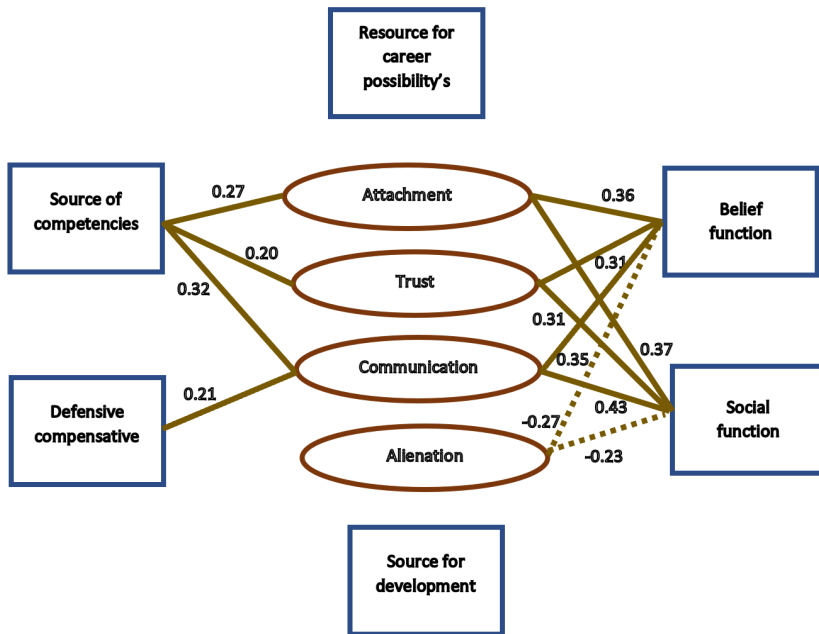 Resource for
career
possibility's
Source of
competencies
0.27
0.20
0.32
Attachment
Trust
Communication
Alienation
0.36
0.31
0.31
0.37
0.35
0.43
-0.27
-0.23
Belief
function
Defensive
compensative
0.21
Social
function
Source for
development